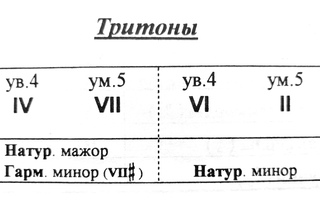 Тритоны
ув.4 ум.5 ув.4 ум.5
IV VII VI II
Натур. мажор
Гарм. минор (VII♯) Натур. минор